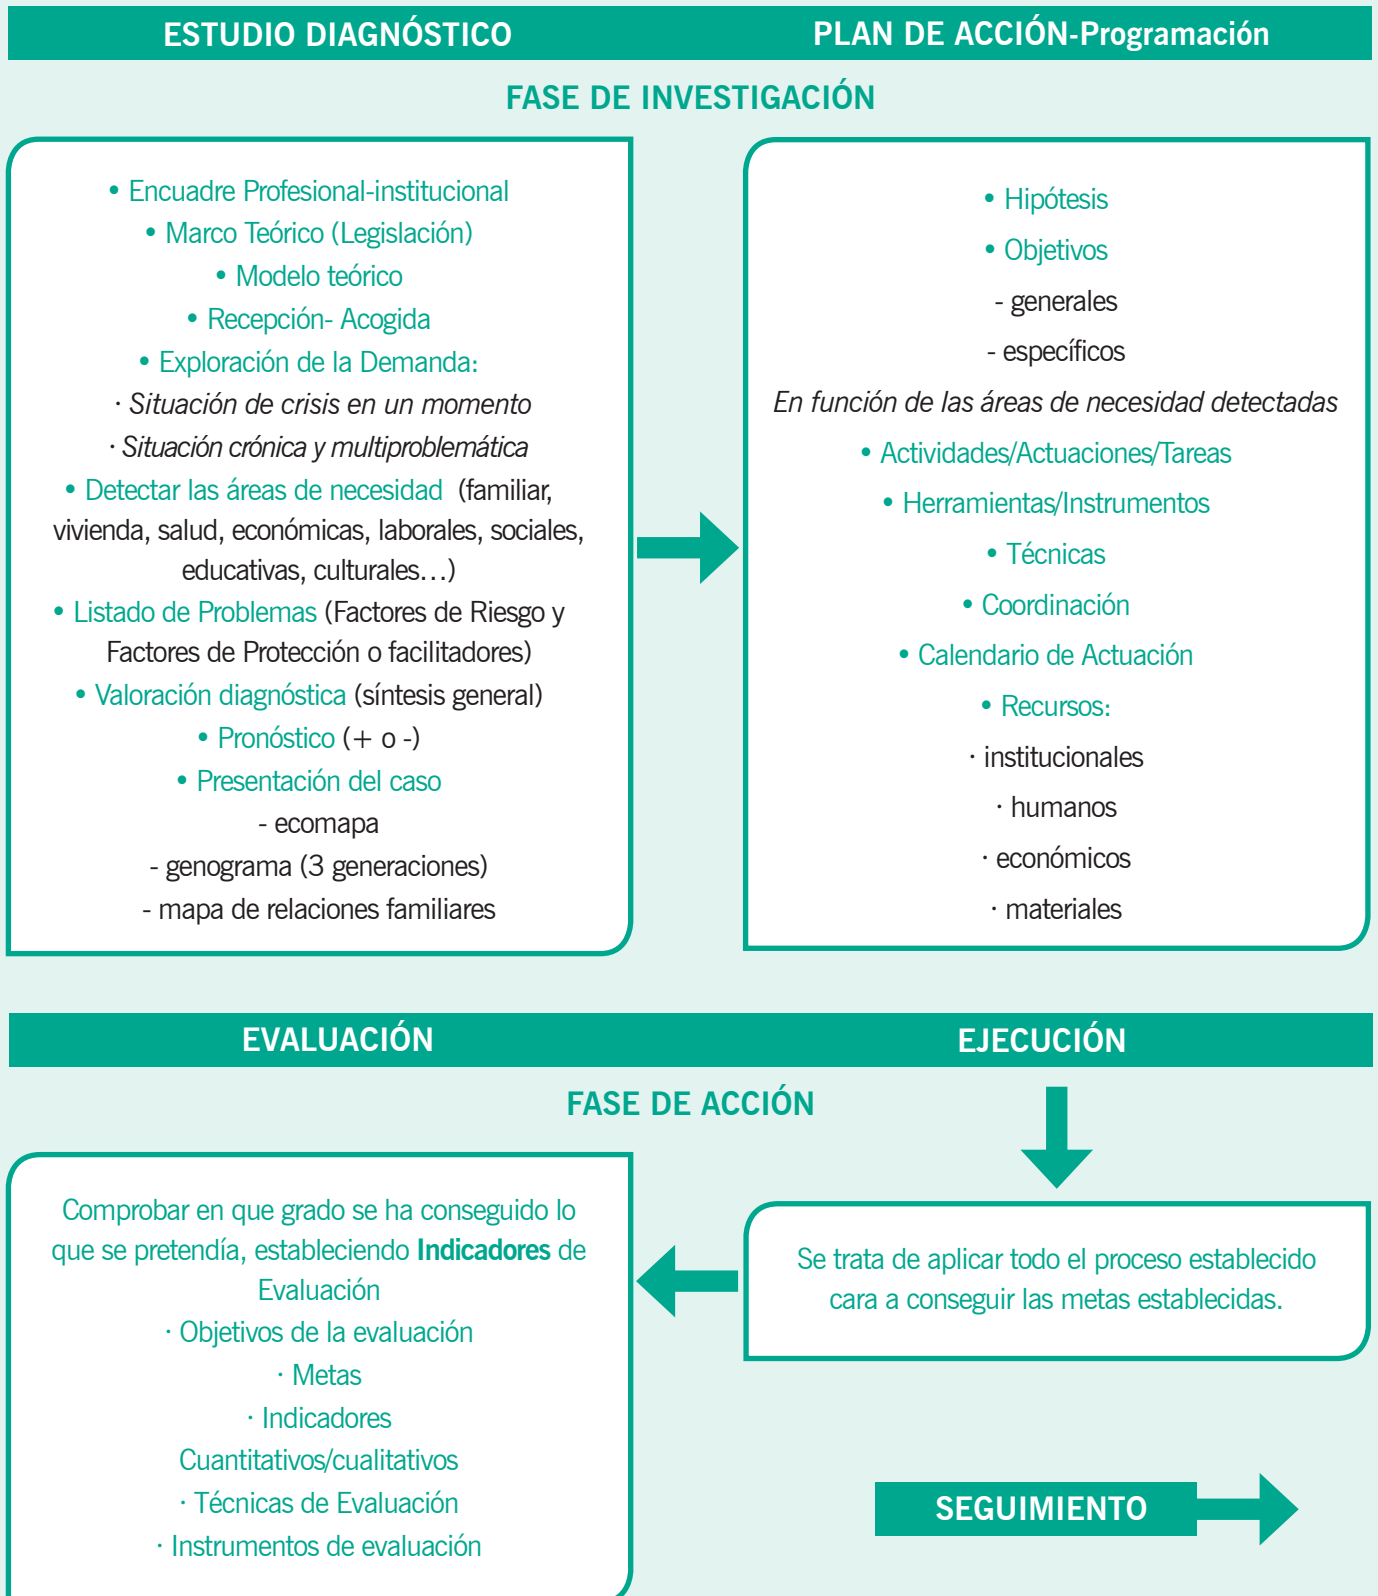 ESTUDIO DIAGNÓSTICO
PLAN DE ACCIÓN-Programación
FASE DE INVESTIGACIÓN
• Encuadre Profesional-institucional
• Marco Teórico (Legislación)
• Modelo teórico
• Recepción- Acogida
• Exploración de la Demanda:
· Situación de crisis en un momento
· Situación crónica y multiproblemática
• Detectar las áreas de necesidad (familiar,
vivienda, salud, económicas, laborales, sociales,
educativas, culturales…)
• Listado de Problemas (Factores de Riesgo y
Factores de Protección o facilitadores)
• Valoración diagnóstica (síntesis general)
• Pronóstico (+ o -)
• Presentación del caso
- ecomapa
- genograma (3 generaciones)
- mapa de relaciones familiares
• Hipótesis
• Objetivos
- generales
- específicos
En función de las áreas de necesidad detectadas
• Actividades/Actuaciones/Tareas
• Herramientas/Instrumentos
• Técnicas
• Coordinación
• Calendario de Actuación
• Recursos:
· institucionales
· humanos
· económicos
· materiales
EVALUACIÓN
EJECUCIÓN
FASE DE ACCIÓN
Comprobar en que grado se ha conseguido lo
que se pretendía, estableciendo Indicadores de
Evaluación
· Objetivos de la evaluación
· Metas
· Indicadores
Cuantitativos/cualitativos
· Técnicas de Evaluación
· Instrumentos de evaluación
Se trata de aplicar todo el proceso establecido
cara a conseguir las metas establecidas.
SEGUIMIENTO